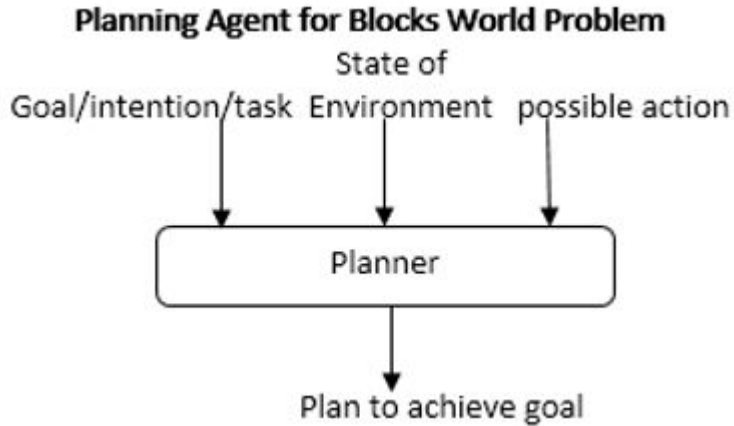 Planning Agent for Blocks World Problem
State of
Goal/intention/task Environment possible action
Planner
Plan to achieve goal